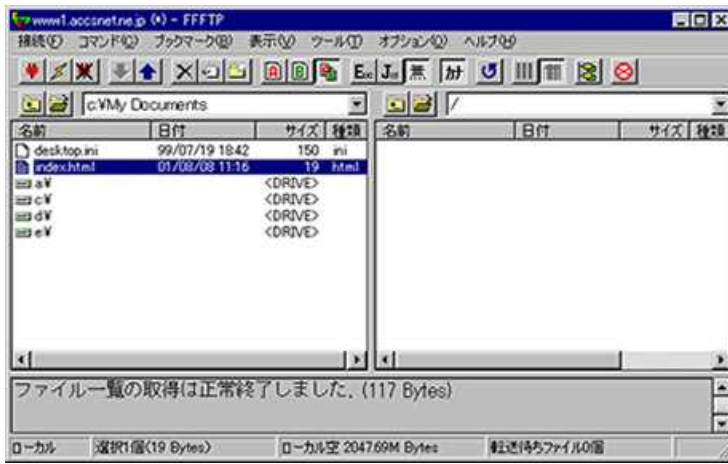 www1.accsnet.ne.jp (*) - FFFTP
接続(F) コマンド(C) ブックマーク(B) 表示(V) ツール(T) オプション(O) ヘルプ(H)
無 カナ
c:¥My Documents /
名前 日付 サイズ 種類 名前 日付 サイズ 種類
desktop.ini 99/07/19 18:42 150 ini
index.html 01/08/08 11:16 19 html
a¥ <DRIVE>
c¥ <DRIVE>
d¥ <DRIVE>
e¥ <DRIVE>
ファイル一覧の取得は正常終了しました. (117 Bytes)
ローカル 選択1個(19 Bytes) ローカル空 2047.69M Bytes 転送待ちファイル0個